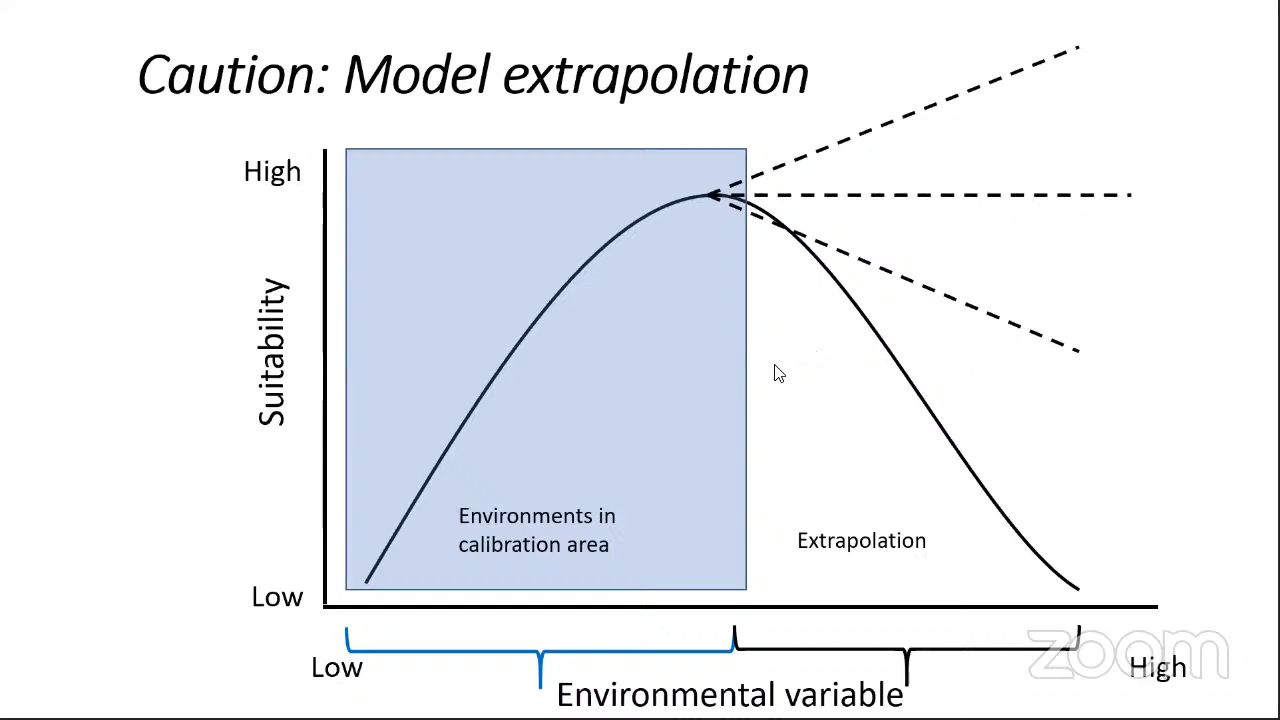 Caution: Model extrapolation
High
Suitability
Environments in
calibration area
Extrapolation
Low
Low
High
Environmental variable
zoom